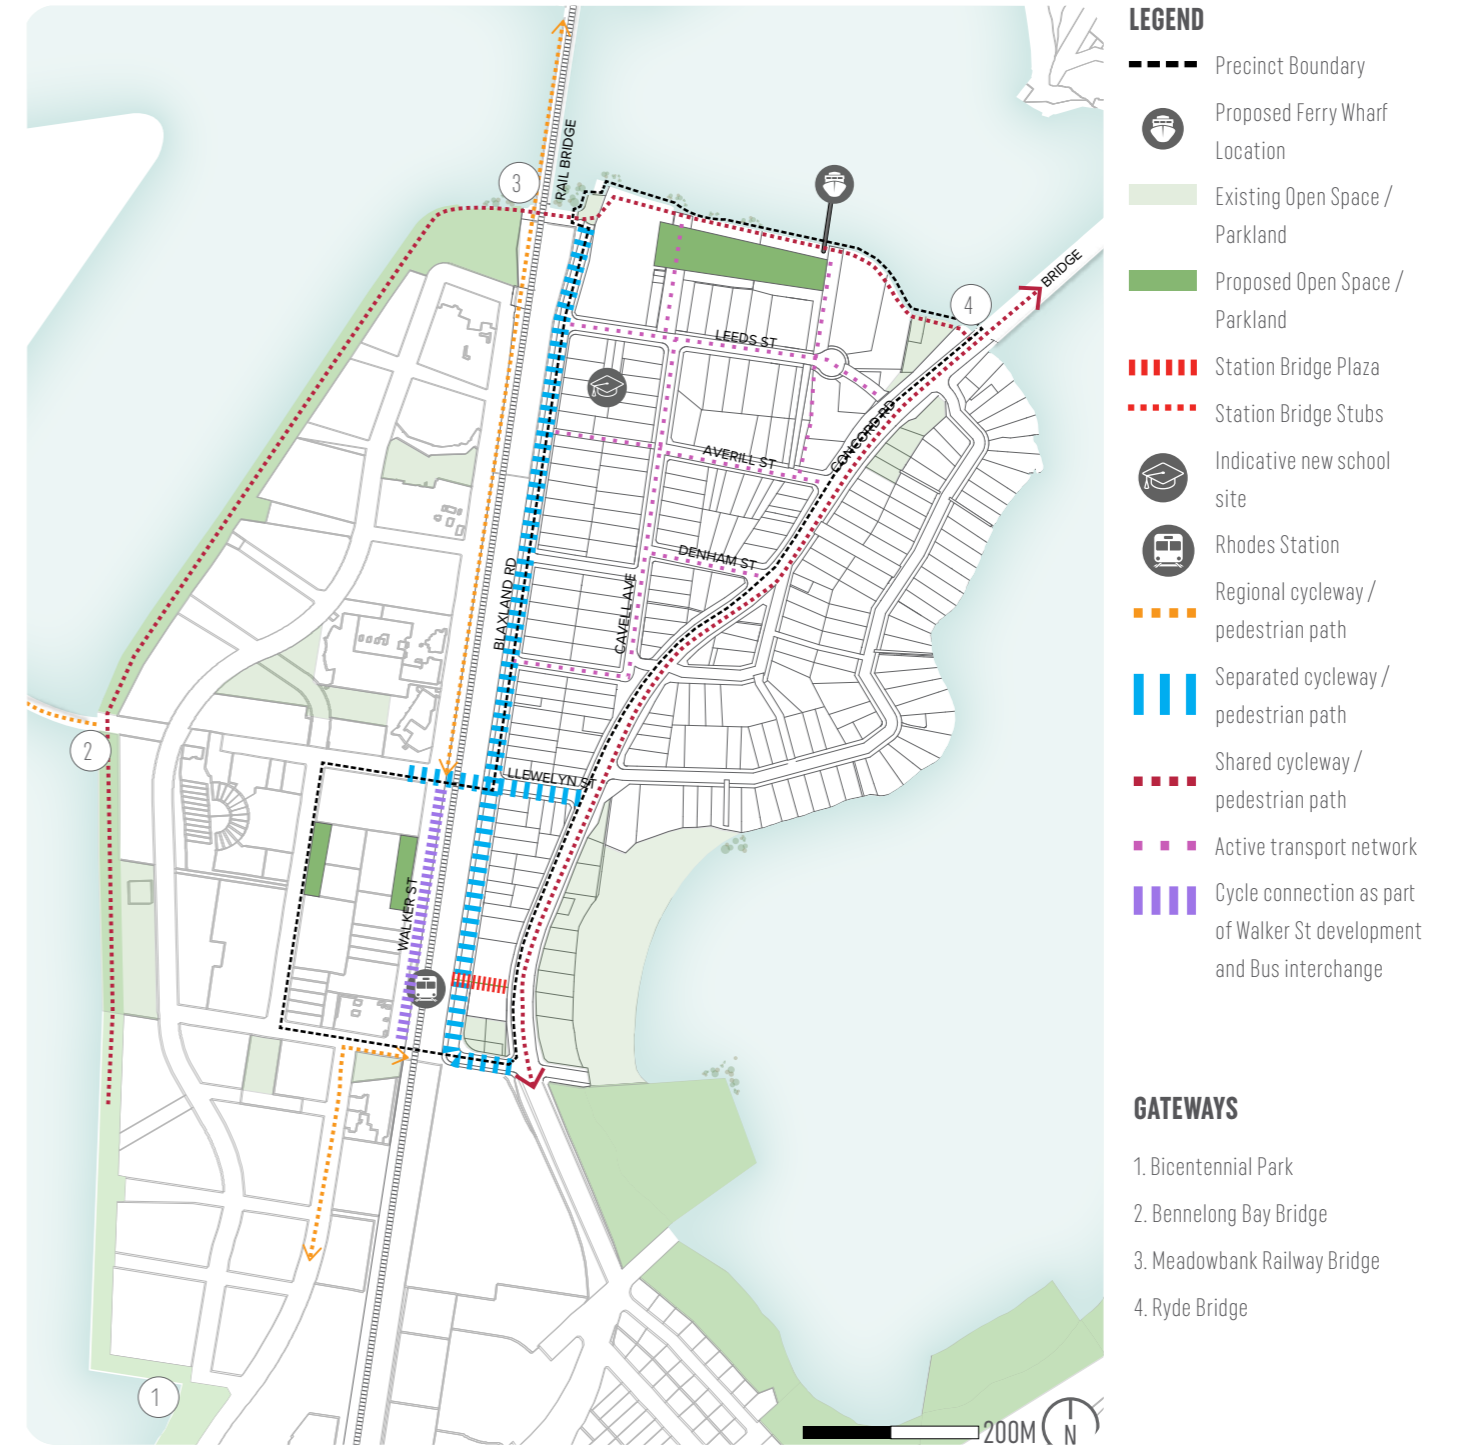 RAIL BRIDGE
3
4
BRIDGE
LEEDS ST
CONCORD RD
AVERILL ST
DENHAM ST
BLAXLAND RD
CAVELL AVE
2
LLEWELYN ST
WALKER ST
1
200M
N
LEGEND
Precinct Boundary
Proposed Ferry Wharf
Location
Existing Open Space /
Parkland
Proposed Open Space /
Parkland
Station Bridge Plaza
Station Bridge Stubs
Indicative new school
site
Rhodes Station
Regional cycleway /
pedestrian path
Separated cycleway /
pedestrian path
Shared cycleway /
pedestrian path
Active transport network
Cycle connection as part
of Walker St development
and Bus interchange
GATEWAYS
1. Bicentennial Park
2. Bennelong Bay Bridge
3. Meadowbank Railway Bridge
4. Ryde Bridge